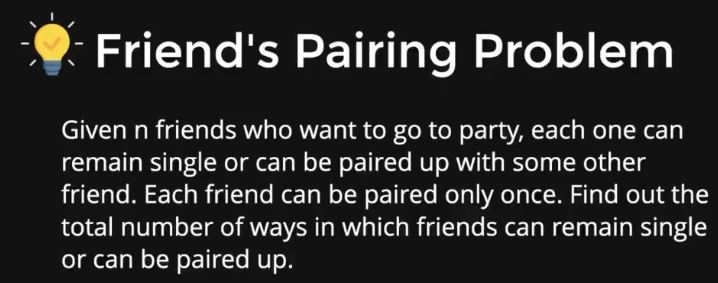 Friend's Pairing Problem
Given n friends who want to go to party, each one can
remain single or can be paired up with some other
friend. Each friend can be paired only once. Find out the
total number of ways in which friends can remain single
or can be paired up.